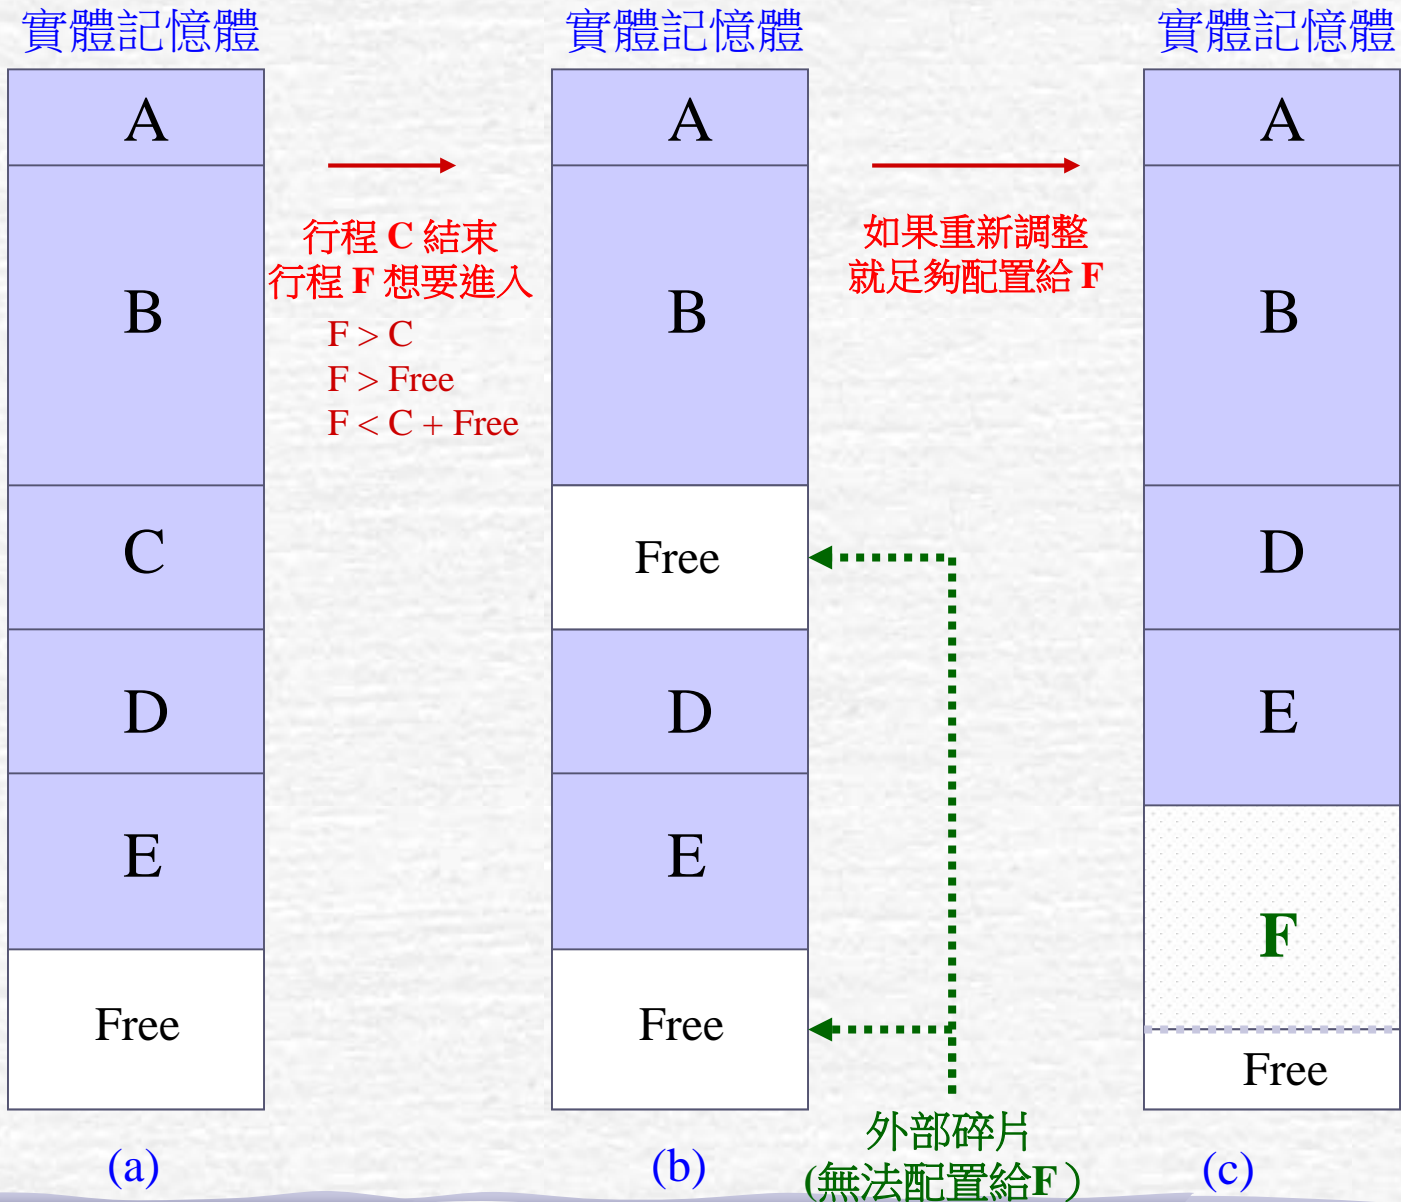 實體記憶體
A
B
C
D
E
Free
(a)
行程 C 結束
行程 F 想要進入
F > C
F > Free
F < C + Free
實體記憶體
A
B
Free
D
E
Free
(b)
如果重新調整
就足夠配置給 F
外部碎片
(無法配置給F）
實體記憶體
A
B
D
E
F
Free
(c)